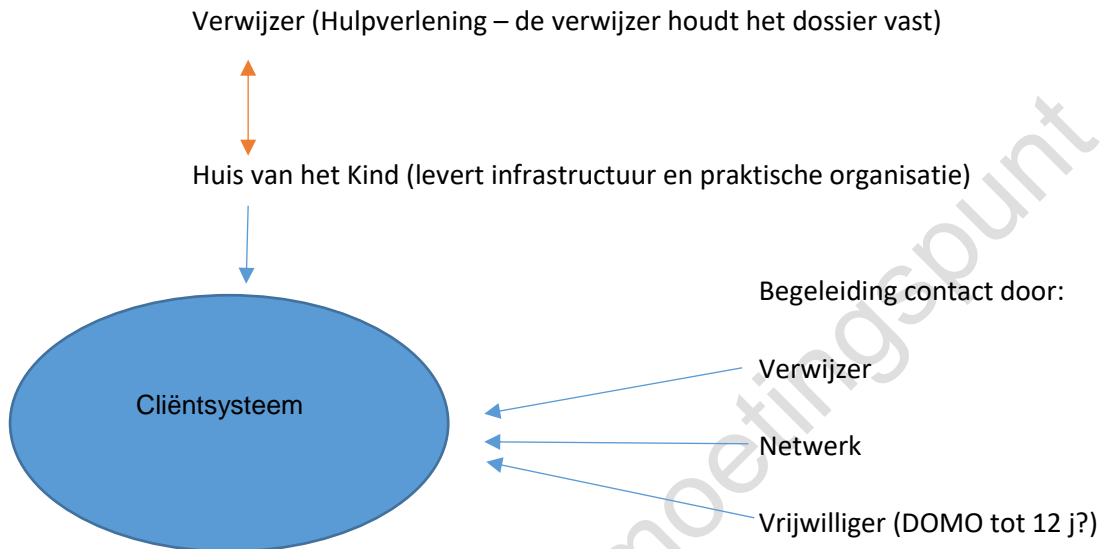 Verwijzer (Hulpverlening – de verwijzer houdt het dossier vast)
Huis van het Kind (levert infrastructuur en praktische organisatie)
Begeleiding contact door:
Verwijzer
Cliëntsysteem
Netwerk
Vrijwilliger (DOMO tot 12 j?)
moetingspunt